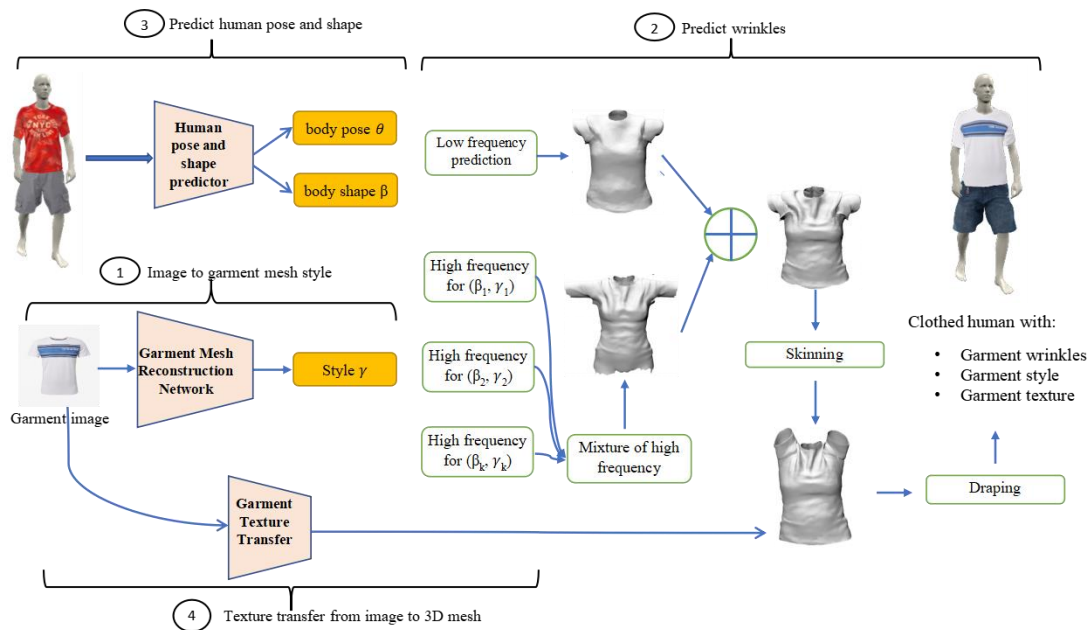 3 Predict human pose and shape
2 Predict wrinkles
NYC
Human
pose and
shape
predictor
body pose θ
body shape β
Low frequency
prediction
1 Image to garment mesh style
Garment image
Garment Mesh
Reconstruction
Network
Style γ
High frequency
for (β₁, γ₁)
High frequency
for (β₂, γ₂)
High frequency
for (βₖ, γₖ)
Mixture of high
frequency
Skinning
Clothed human with:
• Garment wrinkles
• Garment style
• Garment texture
Draping
Garment
Texture
Transfer
4 Texture transfer from image to 3D mesh